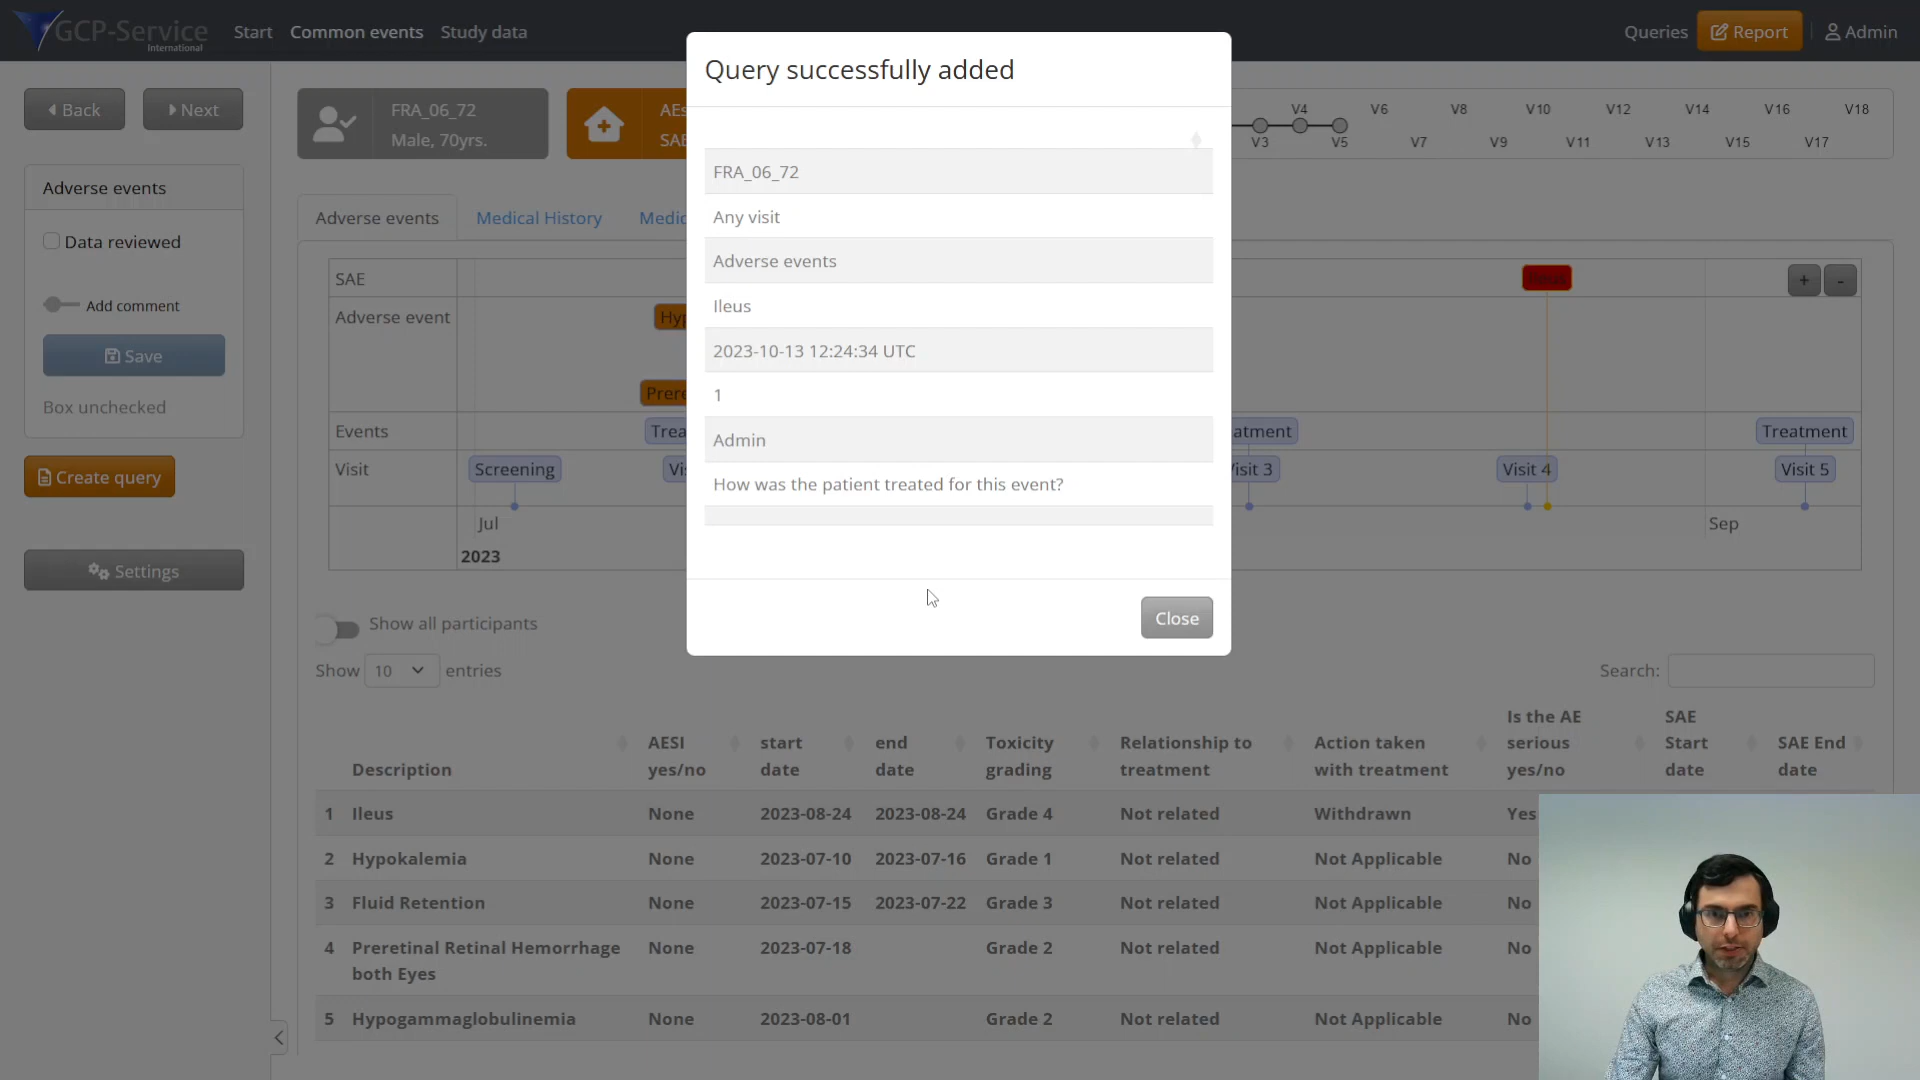 GCP-Service
International
Start
Common events
Study data
Queries
Report
Admin
Back
Next
Adverse events
Data reviewed
Add comment
Save
Box unchecked
Create query
Settings
FRA_06_72
Male, 70yrs.
AEs
SAE
V4 V6 V8 V10 V12 V14 V16 V18
V3 V5 V7 V9 V11 V13 V15 V17
Query successfully added
FRA_06_72
Any visit
Adverse events
Ileus
2023-10-13 12:24:34 UTC
1
Admin
How was the patient treated for this event?
Close
Adverse events
Medical History
Medic
SAE
Ileus
+
-
Adverse event
Hyp
Prere
Events
Trea
atment
Treatment
Visit
Screening
Vis
Visit 3
Visit 4
Visit 5
Jul
Sep
2023
Show all participants
Show 10 entries
Search:
Description
AESI
yes/no
start
date
end
date
Toxicity
grading
Relationship to
treatment
Action taken
with treatment
Is the AE
serious
yes/no
SAE
Start
date
SAE End
date
1 Ileus None 2023-08-24 2023-08-24 Grade 4 Not related Withdrawn Yes
2 Hypokalemia None 2023-07-10 2023-07-16 Grade 1 Not related Not Applicable No
3 Fluid Retention None 2023-07-15 2023-07-22 Grade 3 Not related Not Applicable No
4 Preretinal Retinal Hemorrhage
both Eyes None 2023-07-18 Grade 2 Not related Not Applicable No
5 Hypogammaglobulinemia None 2023-08-01 Grade 2 Not related Not Applicable No